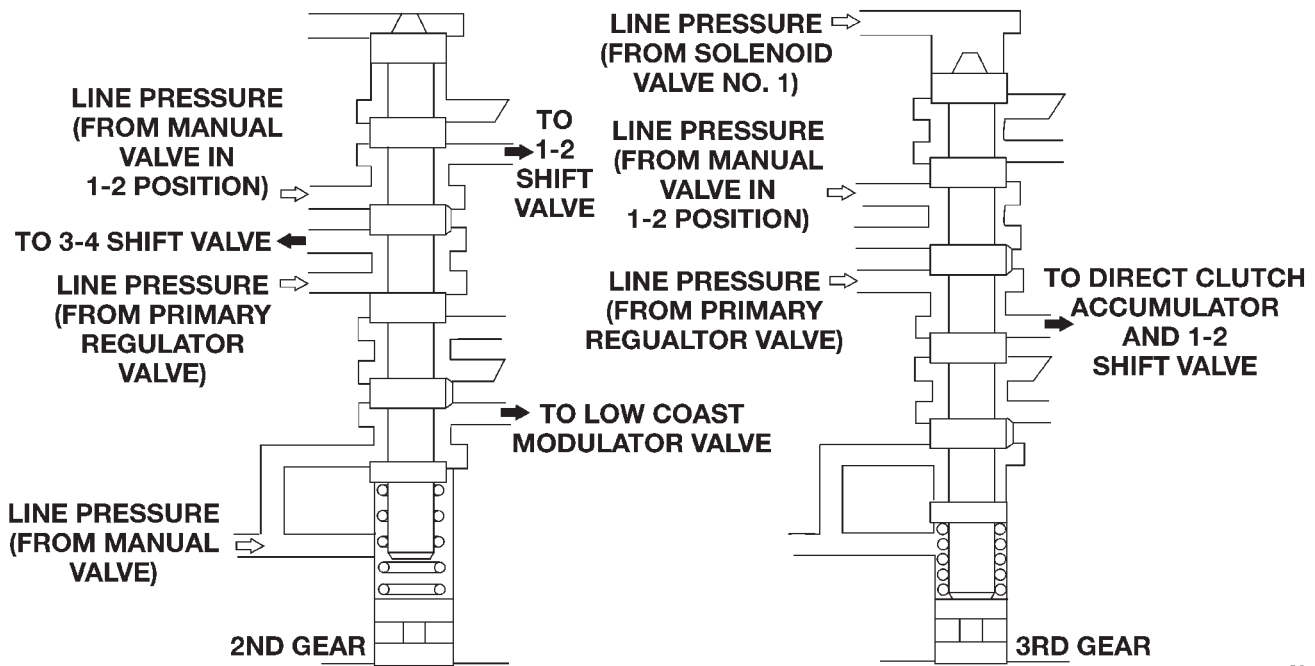 LINE PRESSURE
(FROM MANUAL
VALVE IN
1-2 POSITION)
TO
1-2
SHIFT
VALVE
TO 3-4 SHIFT VALVE
LINE PRESSURE
(FROM PRIMARY
REGULATOR
VALVE)
TO LOW COAST
MODULATOR VALVE
LINE PRESSURE
(FROM MANUAL
VALVE)
2ND GEAR
LINE PRESSURE
(FROM SOLENOID
VALVE NO. 1)
LINE PRESSURE
(FROM MANUAL
VALVE IN
1-2 POSITION)
LINE PRESSURE
(FROM PRIMARY
REGUALTOR VALVE)
TO DIRECT CLUTCH
ACCUMULATOR
AND 1-2
SHIFT VALVE
3RD GEAR